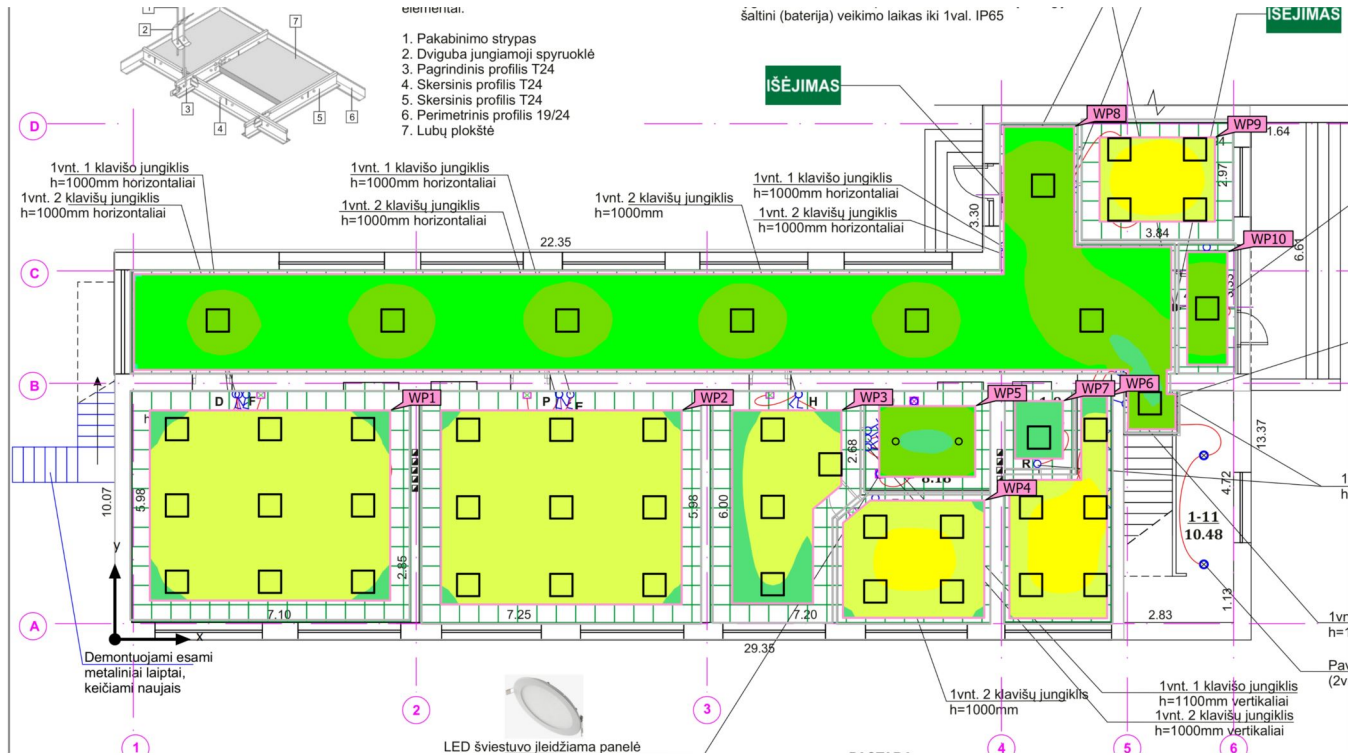 elementai.
1. Pakabinimo strypas
2. Dviguba jungiamoji spyruoklė
3. Pagrindinis profilis T24
4. Skersinis profilis T24
5. Skersinis profilis T24
6. Perimetrinis profilis 19/24
7. Lubų plokštė
1
2
3
4
5
6
7
šaltini (baterija) veikimo laikas iki 1val. IP65
IŠĖJIMAS
IŠĖJIMAS
D
1vnt. 1 klavišo jungiklis
h=1000mm horizontaliai
1vnt. 2 klavišų jungiklis
h=1000mm horizontaliai
1vnt. 1 klavišo jungiklis
h=1000mm horizontaliai
1vnt. 2 klavišų jungiklis
h=1000mm horizontaliai
1vnt. 2 klavišų jungiklis
h=1000mm
1vnt. 1 klavišo jungiklis
h=1000mm horizontaliai
1vnt. 2 klavišų jungiklis
h=1000mm horizontaliai
WP8
WP9
1.64
2.97
3.30
3.84
WP10
6.61
22.35
C
B
D
F
P
H
WP1
WP2
WP3
WP5
WP7
WP6
2.68
8.18
R
WP4
10.07
5.98
5.98
6.00
2.85
13.37
4.72
1-11
10.48
1.13
y
x
A
7.10
7.25
7.20
2.83
29.35
Demontuojami esami
metaliniai laiptai,
keičiami naujais
1vnt. 2 klavišų jungiklis
h=1000mm
1vnt. 1 klavišo jungiklis
h=1100mm vertikaliai
1vnt. 2 klavišų jungiklis
h=1000mm vertikaliai
LED šviestuvo įleidžiama panelė
1
2
3
4
5
6